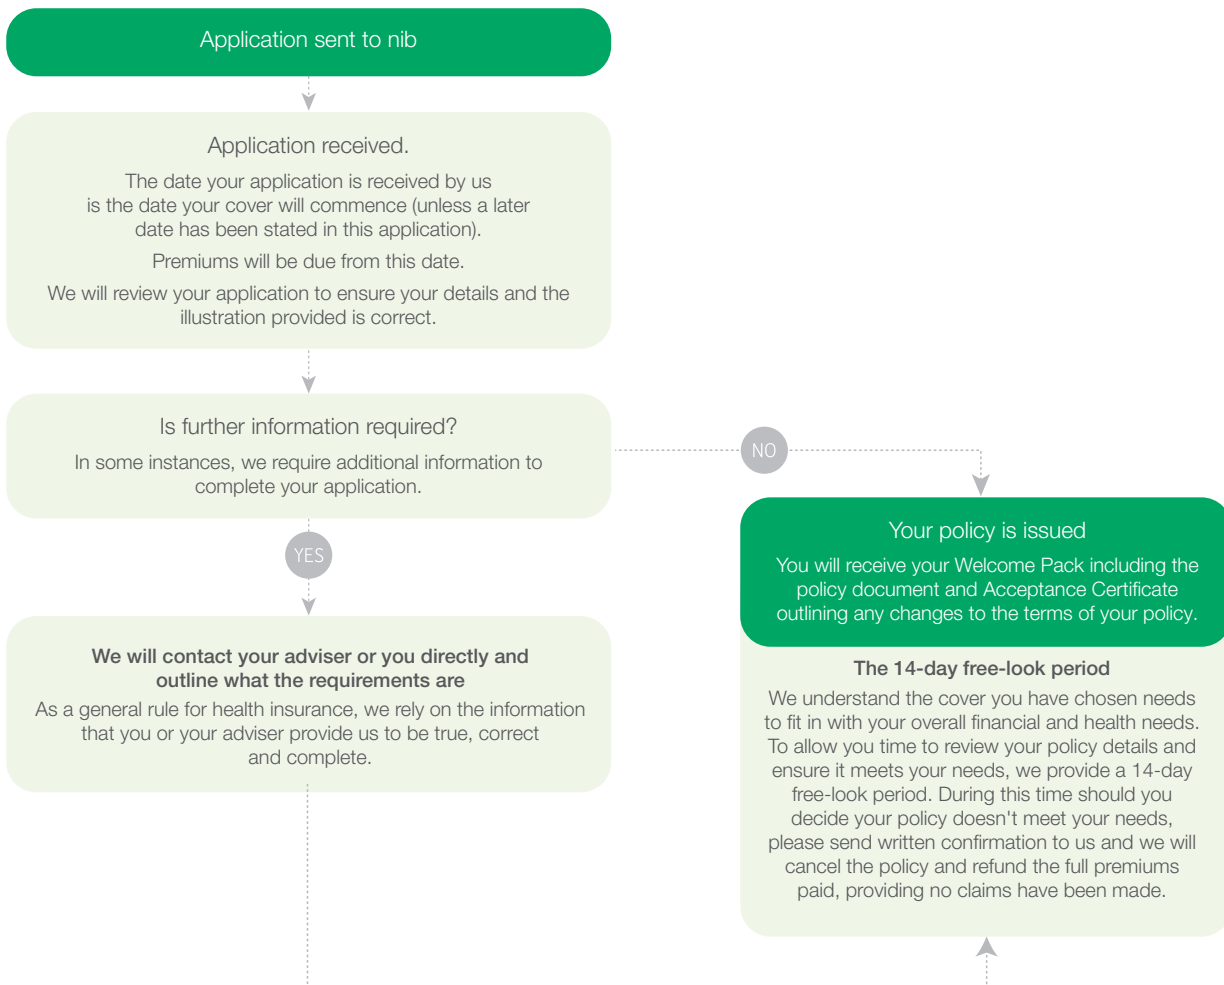 Application sent to nib
Application received.
The date your application is received by us
is the date your cover will commence (unless a later
date has been stated in this application).
Premiums will be due from this date.
We will review your application to ensure your details and the
illustration provided is correct.
Is further information required?
In some instances, we require additional information to
complete your application.
NO
YES
We will contact your adviser or you directly and
outline what the requirements are
As a general rule for health insurance, we rely on the information
that you or your adviser provide us to be true, correct
and complete.
Your policy is issued
You will receive your Welcome Pack including the
policy document and Acceptance Certificate
outlining any changes to the terms of your policy.
The 14-day free-look period
We understand the cover you have chosen needs
to fit in with your overall financial and health needs.
To allow you time to review your policy details and
ensure it meets your needs, we provide a 14-day
free-look period. During this time should you
decide your policy doesn't meet your needs,
please send written confirmation to us and we will
cancel the policy and refund the full premiums
paid, providing no claims have been made.